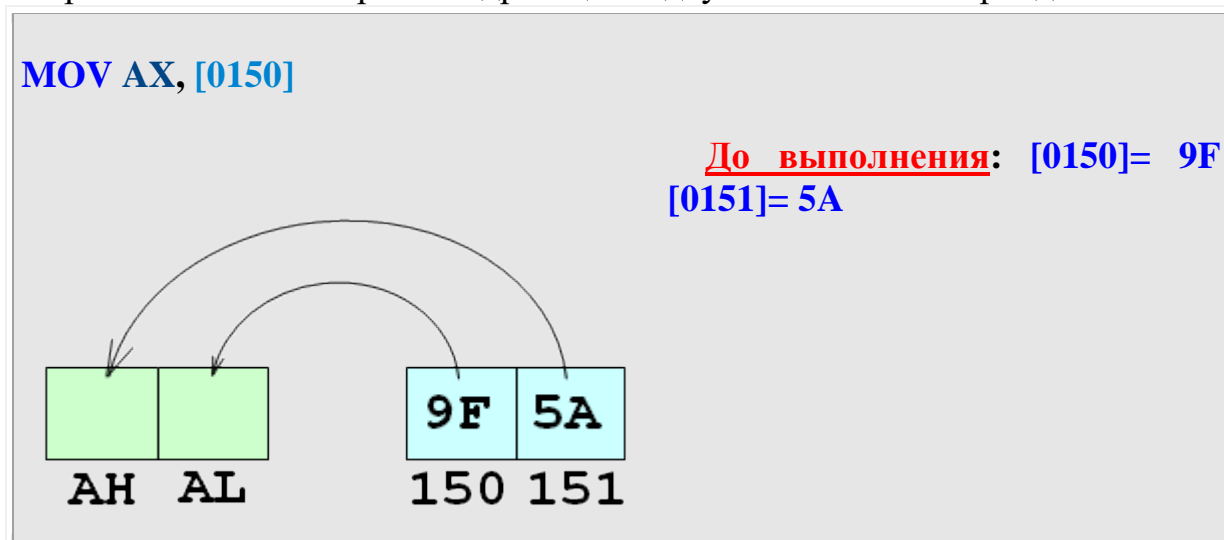 MOV AX, [0150]
До выполнения: [0150]= 9F
[0151]= 5A
9F 5A
AH AL 150 151